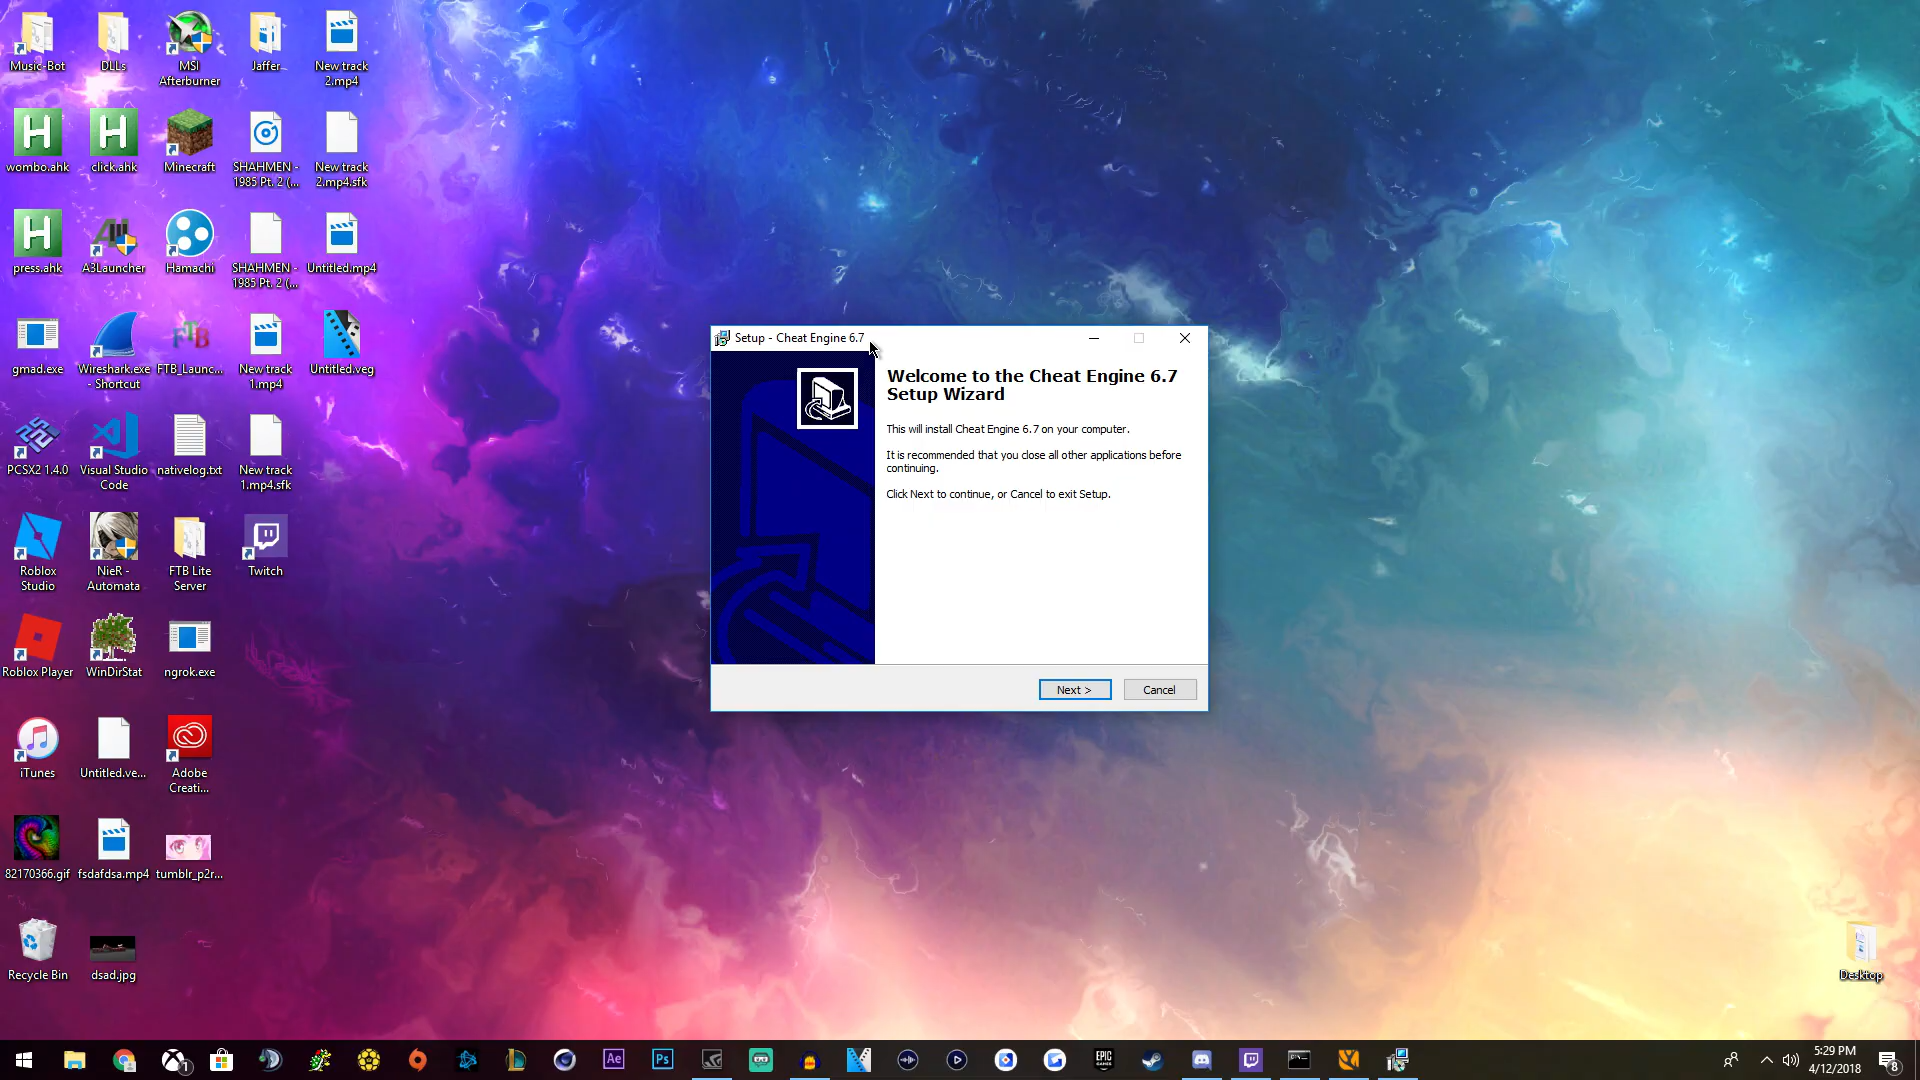 Music-Bot
DLLs
MSI
Afterburner
Jaffer
New track
2.mp4
wombo.ahk
click.ahk
Minecraft
SHAHMEN -
1985 Pt. 2 (...
New track
2.mp4.sfk
press.ahk
A3Launcher
Hamachi
SHAHMEN -
1985 Pt. 2 (...
Untitled.mp4
gmad.exe
Wireshark.exe
- Shortcut
FTB
FTB_Launc...
New track
1.mp4
Untitled.veg
PCSX2 1.4.0
Visual Studio
Code
nativelog.txt
New track
1.mp4.sfk
Roblox
Studio
NieR -
Automata
FTB Lite
Server
Twitch
Roblox Player
WinDirStat
ngrok.exe
iTunes
Untitled.ve...
Adobe
Creati...
82170366.gif
fsdafdsa.mp4
tumblr_p2r...
Recycle Bin
dsad.jpg
Setup - Cheat Engine 6.7
Welcome to the Cheat Engine 6.7
Setup Wizard
This will install Cheat Engine 6.7 on your computer.
It is recommended that you close all other applications before
continuing.
Click Next to continue, or Cancel to exit Setup.
Next >
Cancel
Desktop
1
Ae
Ps
EPIC
GAMES
5:29 PM
4/12/2018
8